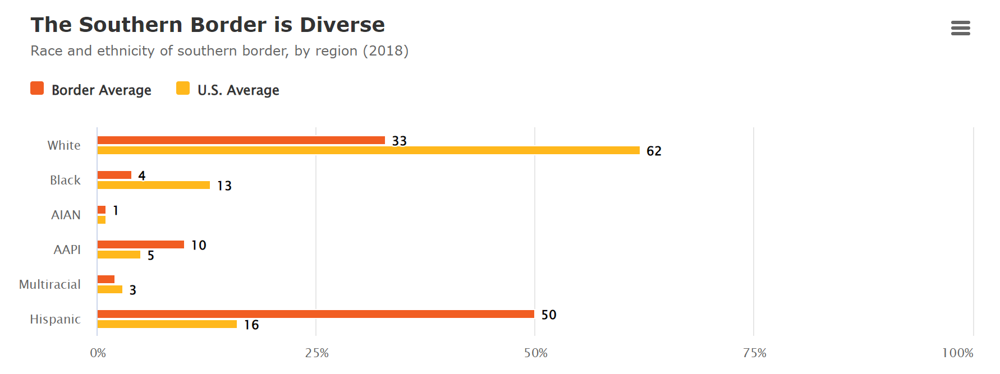 The Southern Border is Diverse
Race and ethnicity of southern border, by region (2018)
Border Average U.S. Average
White 33
62
Black 4
13
AIAN 1
AAPI 10
5
Multiracial 3
Hispanic 50
16
0% 25% 50% 75% 100%